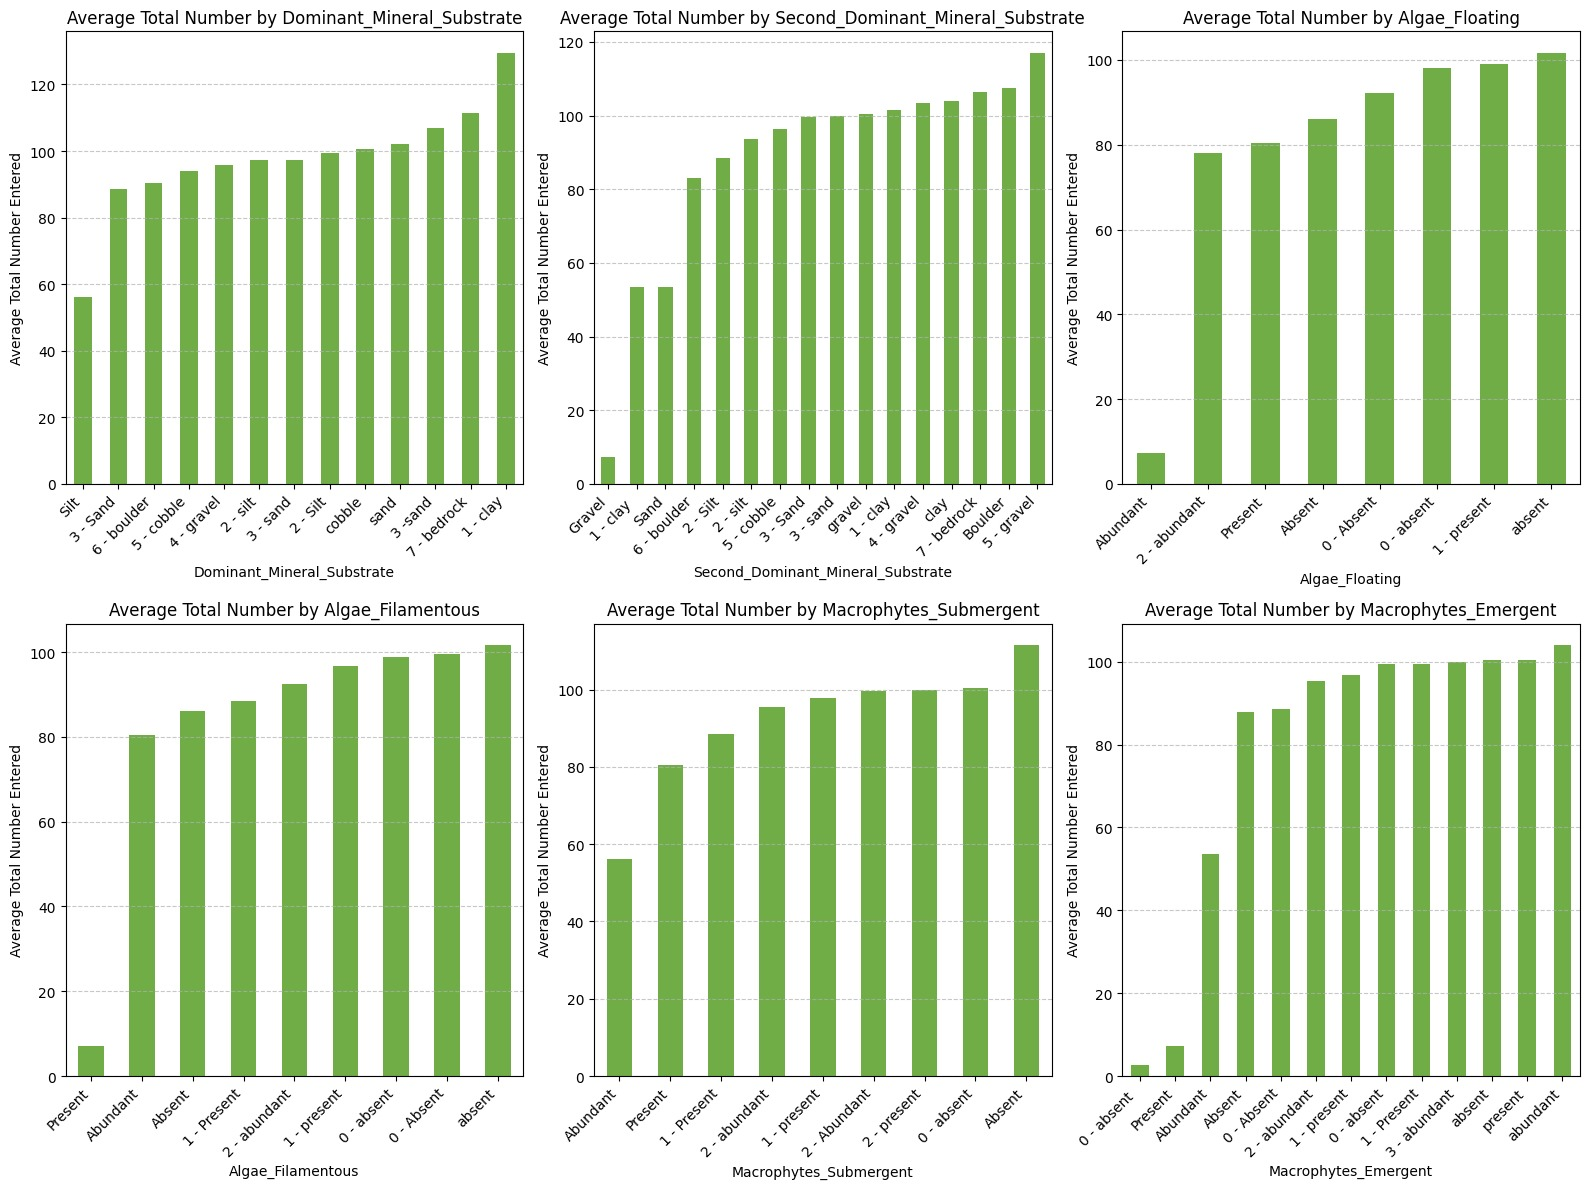 Average Total Number by Dominant_Mineral_Substrate
Average Total Number Entered
120
100
80
60
40
20
0
Silt
3 - Sand
6 - boulder
5 - cobble
4 - gravel
2 - silt
3 - sand
2 - Silt
cobble
sand
3 -sand
7 - bedrock
1 - clay
Dominant_Mineral_Substrate
Average Total Number by Second_Dominant_Mineral_Substrate
Average Total Number Entered
120
100
80
60
40
20
0
Gravel
1 - clay
Sand
6 - boulder
2 - Silt
2 - silt
5 - cobble
3 - Sand
3 - sand
gravel
1 - clay
4 - gravel
clay
7 - bedrock
Boulder
5 - gravel
Second_Dominant_Mineral_Substrate
Average Total Number by Algae_Floating
Average Total Number Entered
100
80
60
40
20
0
Abundant
2 - abundant
Present
Absent
0 - Absent
0 - absent
1 - present
absent
Algae_Floating
Average Total Number by Algae_Filamentous
Average Total Number Entered
100
80
60
40
20
0
Present
Abundant
Absent
1 - Present
2 - abundant
1 - present
0 - absent
0 - Absent
absent
Algae_Filamentous
Average Total Number by Macrophytes_Submergent
Average Total Number Entered
100
80
60
40
20
0
Abundant
Present
1 - Present
2 - abundant
1 - present
2 - Abundant
2 - present
0 - absent
Absent
Macrophytes_Submergent
Average Total Number by Macrophytes_Emergent
Average Total Number Entered
100
80
60
40
20
0
0 - absent
Present
Abundant
Absent
0 - Absent
2 - abundant
1 - present
0 - absent
1 - Present
3 - abundant
absent
present
abundant
Macrophytes_Emergent